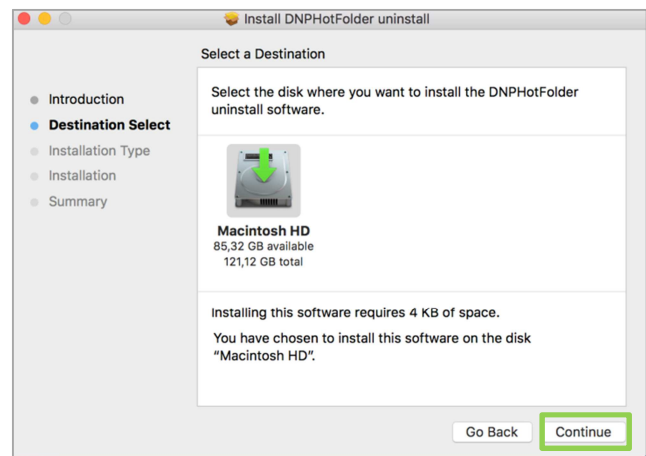 Install DNPHotFolder uninstall
Select a Destination
Introduction
Destination Select
Installation Type
Installation
Summary
Select the disk where you want to install the DNPHotFolder
uninstall software.
Macintosh HD
85,32 GB available
121,12 GB total
Installing this software requires 4 KB of space.
You have chosen to install this software on the disk
“Macintosh HD”.
Go Back
Continue